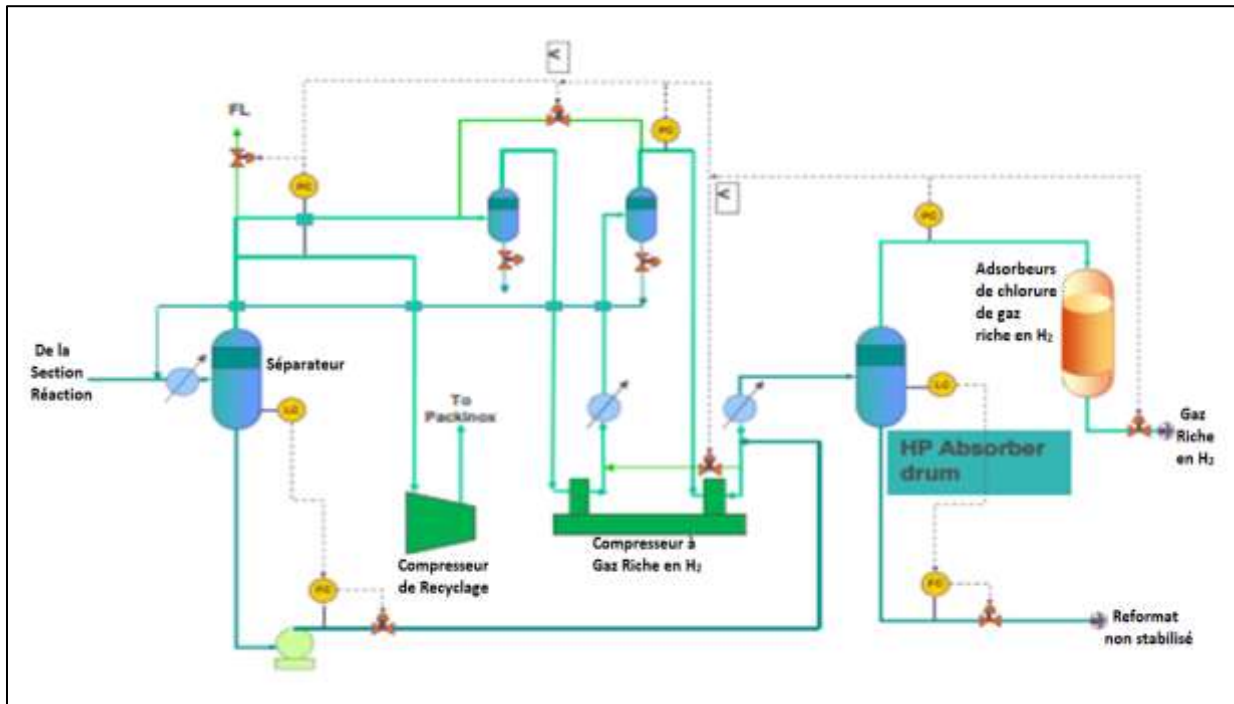 <
FL
PC
PC
<
PC
Adsorbeurs
de chlorure
de gaz
riche en H₂
De la
Section
Réaction
Séparateur
LC
LC
To
Packinox
Gaz
Riche
en H₂
HP Absorber
drum
Compresseur à
Gaz Riche en H₂
Compresseur
de Recyclage
FC
FC
Reformat
non stabilisé